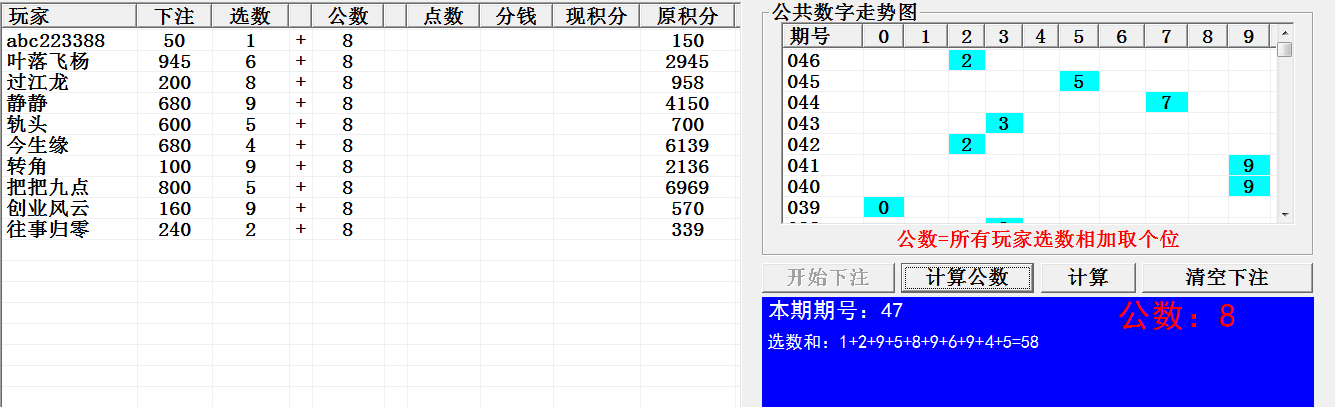 玩家 下注 选数 公数 点数 分钱 现积分 原积分
abc223388 50 1 + 8 150
叶落飞杨 945 6 + 8 2945
过江龙 200 8 + 8 958
静静 680 9 + 8 4150
轨头 600 5 + 8 700
今生缘 680 4 + 8 6139
转角 100 9 + 8 2136
把把九点 800 5 + 8 6969
创业风云 160 9 + 8 570
往事归零 240 2 + 8 339
公共数字走势图
期号 0 1 2 3 4 5 6 7 8 9
046 2
045 5
044 7
043 3
042 2
041 9
040 9
039 0
公数=所有玩家选数相加取个位
开始下注 计算公数 计算 清空下注
本期期号：47 公数：8
选数和：1+2+9+5+8+9+6+9+4+5=58